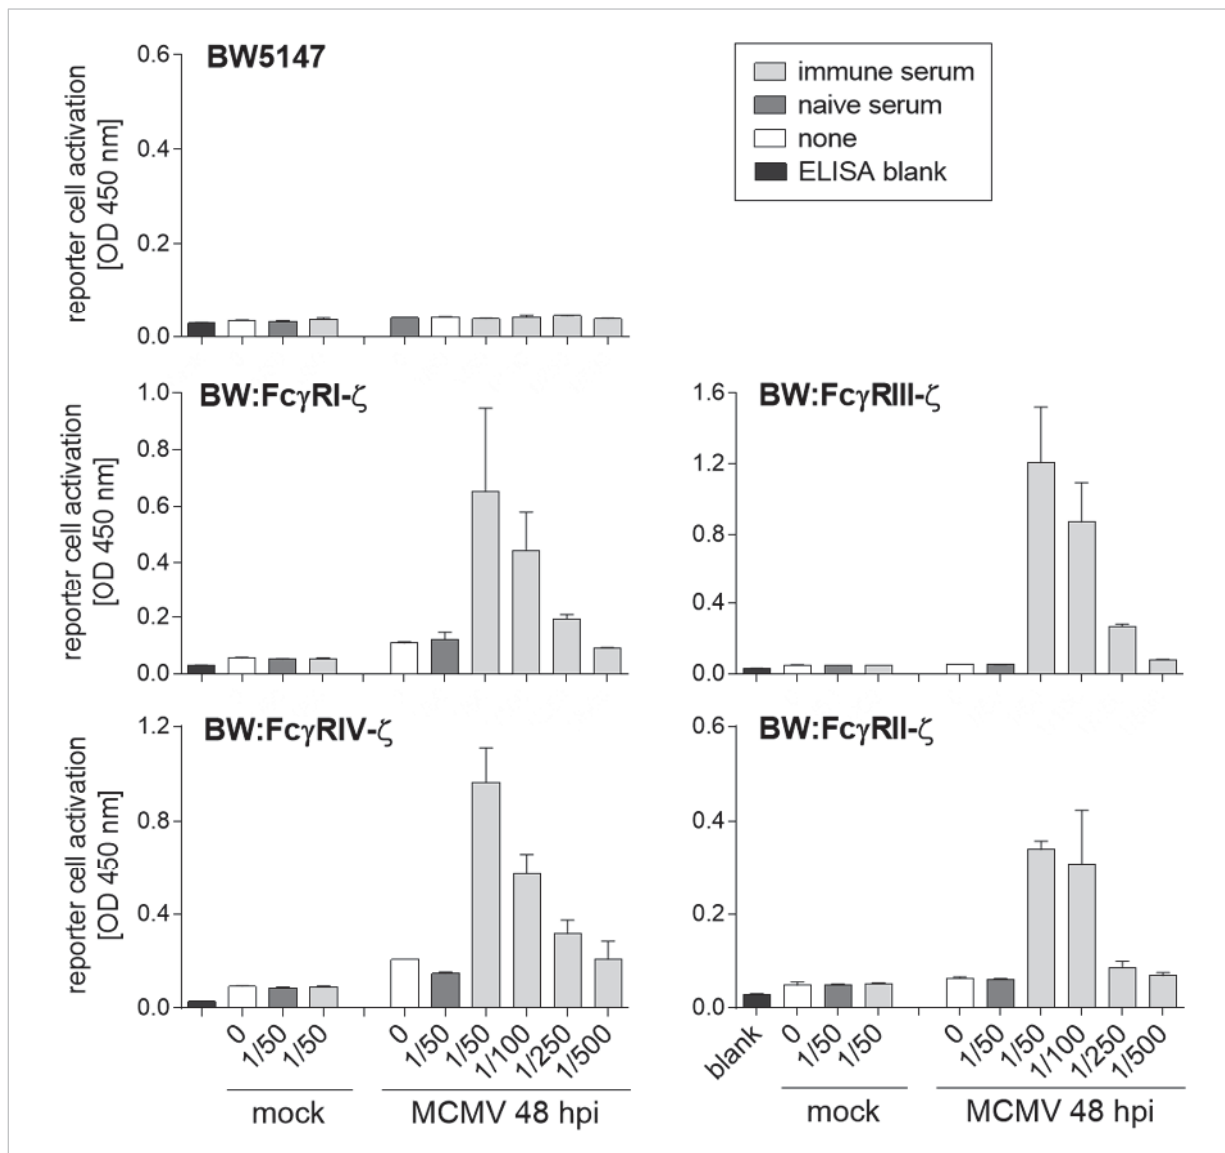 BW5147
reporter cell activation
[OD 450 nm]
0.6
0.4
0.2
0.0
immune serum
naive serum
none
ELISA blank
BW:FcγRI-ζ
reporter cell activation
[OD 450 nm]
1.0
0.8
0.6
0.4
0.2
0.0
BW:FcγRIII-ζ
1.6
1.2
0.8
0.4
0.0
BW:FcγRIV-ζ
reporter cell activation
[OD 450 nm]
1.2
0.8
0.4
0.0
0
1/50
1/50
0
1/50
1/50
1/100
1/250
1/500
mock
MCMV 48 hpi
BW:FcγRII-ζ
0.6
0.4
0.2
0.0
blank
0
1/50
1/50
0
1/50
1/50
1/100
1/250
1/500
mock
MCMV 48 hpi